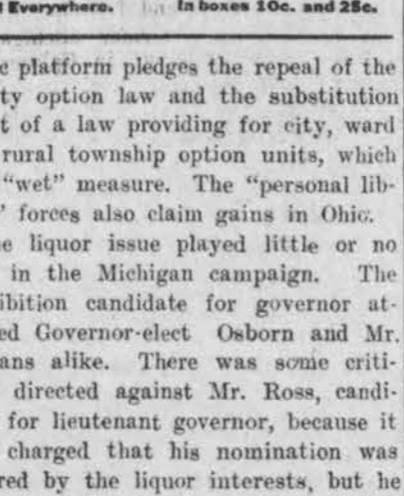 Everywhere. In boxes 10c. and 25c.
c platform pledges the repeal of the
ty option law and the substitution
t of a law providing for city, ward
rural township option units, which
"wet" measure. The "personal lib-
' forces also claim gains in Ohio.
e liquor issue played little or no
in the Michigan campaign. The
ibition candidate for governor at-
ed Governor-elect Osborn and Mr.
ans alike. There was some criti-
directed against Mr. Ross, candi-
for lieutenant governor, because it
charged that his nomination was
red by the liquor interests, but he